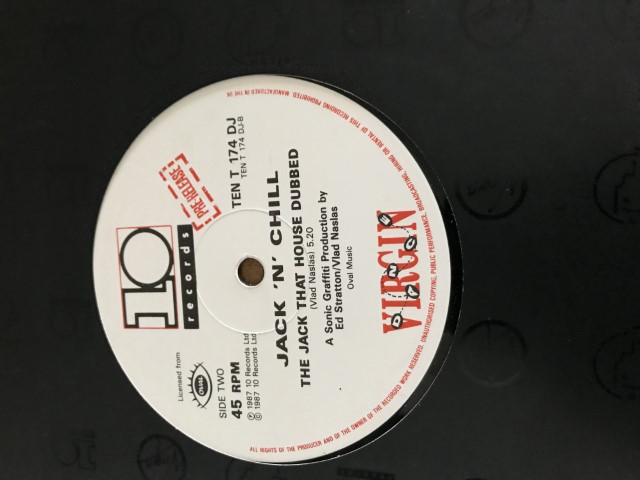 10
records
PRE-RELEASE
Licensed from
OVAL
SIDE TWO
45 RPM
℗ 1987 10 Records Ltd
© 1987 10 Records Ltd
TEN T 174 DJ
TEN T 174 DJ-B
JACK 'N' CHILL
THE JACK THAT HOUSE DUBBED
(Vlad Naslas) 5.20
A Sonic Graffiti Production by
Ed Stratton/Vlad Naslas
Oval Music
VIRGIN
ALL RIGHTS OF THE PRODUCER AND OF THE OWNER OF THE RECORDED WORK RESERVED. UNAUTHORISED COPYING, PUBLIC PERFORMANCE, BROADCASTING, HIRING OR RENTAL OF THIS RECORDING PROHIBITED. MANUFACTURED IN THE UK